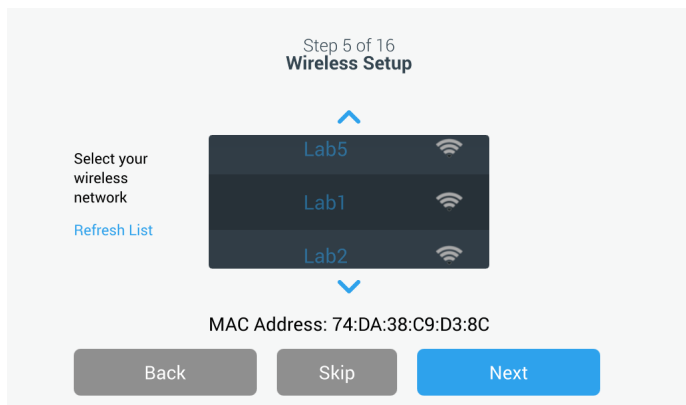 Step 5 of 16
Wireless Setup
Select your
wireless
network
Refresh List
Lab5
Lab1
Lab2
MAC Address: 74:DA:38:C9:D3:8C
Back
Skip
Next